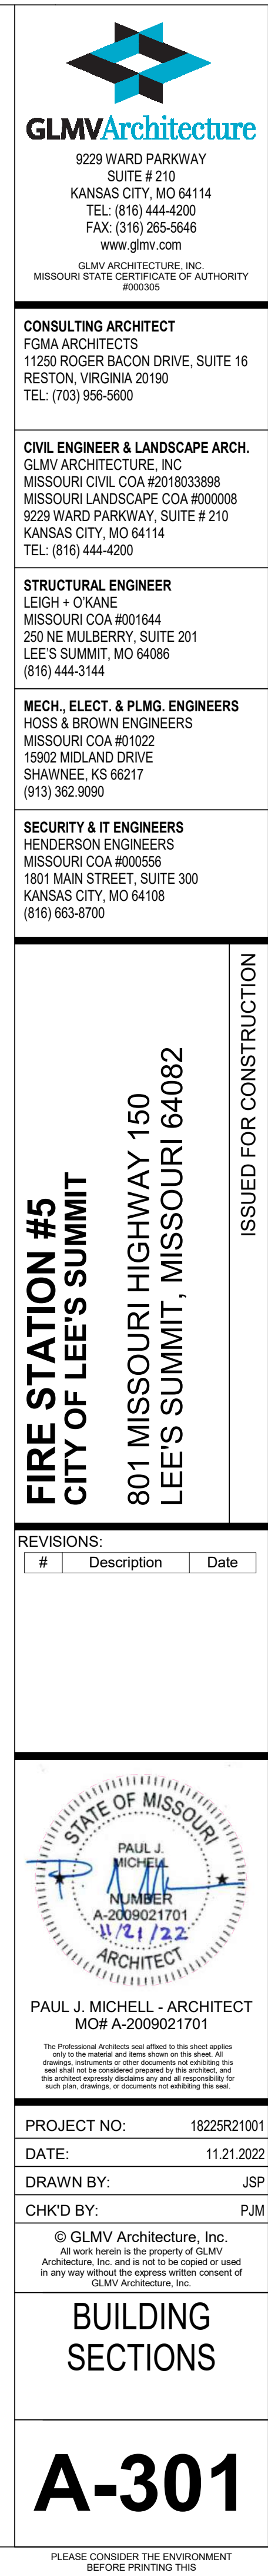 GLMVArchitecture
9229 WARD PARKWAY
SUITE # 210
KANSAS CITY, MO 64114
TEL: (816) 444-4200
FAX: (316) 265-5646
www.glmv.com
GLMV ARCHITECTURE, INC.
MISSOURI STATE CERTIFICATE OF AUTHORITY
#000305
CONSULTING ARCHITECT
FGMA ARCHITECTS
11250 ROGER BACON DRIVE, SUITE 16
RESTON, VIRGINIA 20190
TEL: (703) 956-5600
CIVIL ENGINEER & LANDSCAPE ARCH.
GLMV ARCHITECTURE, INC
MISSOURI CIVIL COA #2018033898
MISSOURI LANDSCAPE COA #000008
9229 WARD PARKWAY, SUITE # 210
KANSAS CITY, MO 64114
TEL: (816) 444-4200
STRUCTURAL ENGINEER
LEIGH + O'KANE
MISSOURI COA #001644
250 NE MULBERRY, SUITE 201
LEE'S SUMMIT, MO 64086
(816) 444-3144
MECH., ELECT. & PLMG. ENGINEERS
HOSS & BROWN ENGINEERS
MISSOURI COA #01022
15902 MIDLAND DRIVE
SHAWNEE, KS 66217
(913) 362.9090
SECURITY & IT ENGINEERS
HENDERSON ENGINEERS
MISSOURI COA #000556
1801 MAIN STREET, SUITE 300
KANSAS CITY, MO 64108
(816) 663-8700
FIRE STATION #5
CITY OF LEE'S SUMMIT
801 MISSOURI HIGHWAY 150
LEE'S SUMMIT, MISSOURI 64082
ISSUED FOR CONSTRUCTION
REVISIONS:
# Description Date
STATE OF MISSOURI
PAUL J.
MICHELL
NUMBER
A-2009021701
11/21/22
ARCHITECT
PAUL J. MICHELL - ARCHITECT
MO# A-2009021701
The Professional Architects seal affixed to this sheet applies
only to the material and items shown on this sheet. All
drawings, instruments or other documents not exhibiting this
seal shall not be considered prepared by this architect, and
this architect expressly disclaims any and all responsibility for
such plan, drawings, or documents not exhibiting this seal.
PROJECT NO: 18225R21001
DATE: 11.21.2022
DRAWN BY: JSP
CHK'D BY: PJM
© GLMV Architecture, Inc.
All work herein is the property of GLMV
Architecture, Inc. and is not to be copied or used
in any way without the express written consent of
GLMV Architecture, Inc.
BUILDING
SECTIONS
A-301
PLEASE CONSIDER THE ENVIRONMENT
BEFORE PRINTING THIS